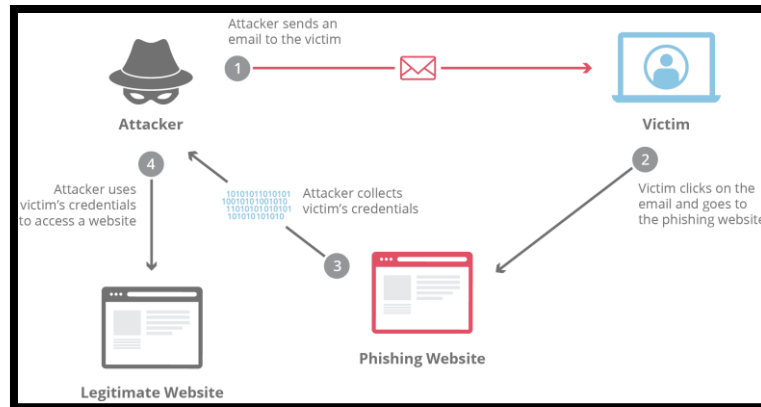 Attacker sends an
email to the victim
1
Attacker
Victim
4
2
Attacker uses
victim's credentials
to access a website
10101011010101
10010101001010
11010101010101
101010101010
Attacker collects
victim's credentials
Victim clicks on the
email and goes to
the phishing website
3
Phishing Website
Legitimate Website